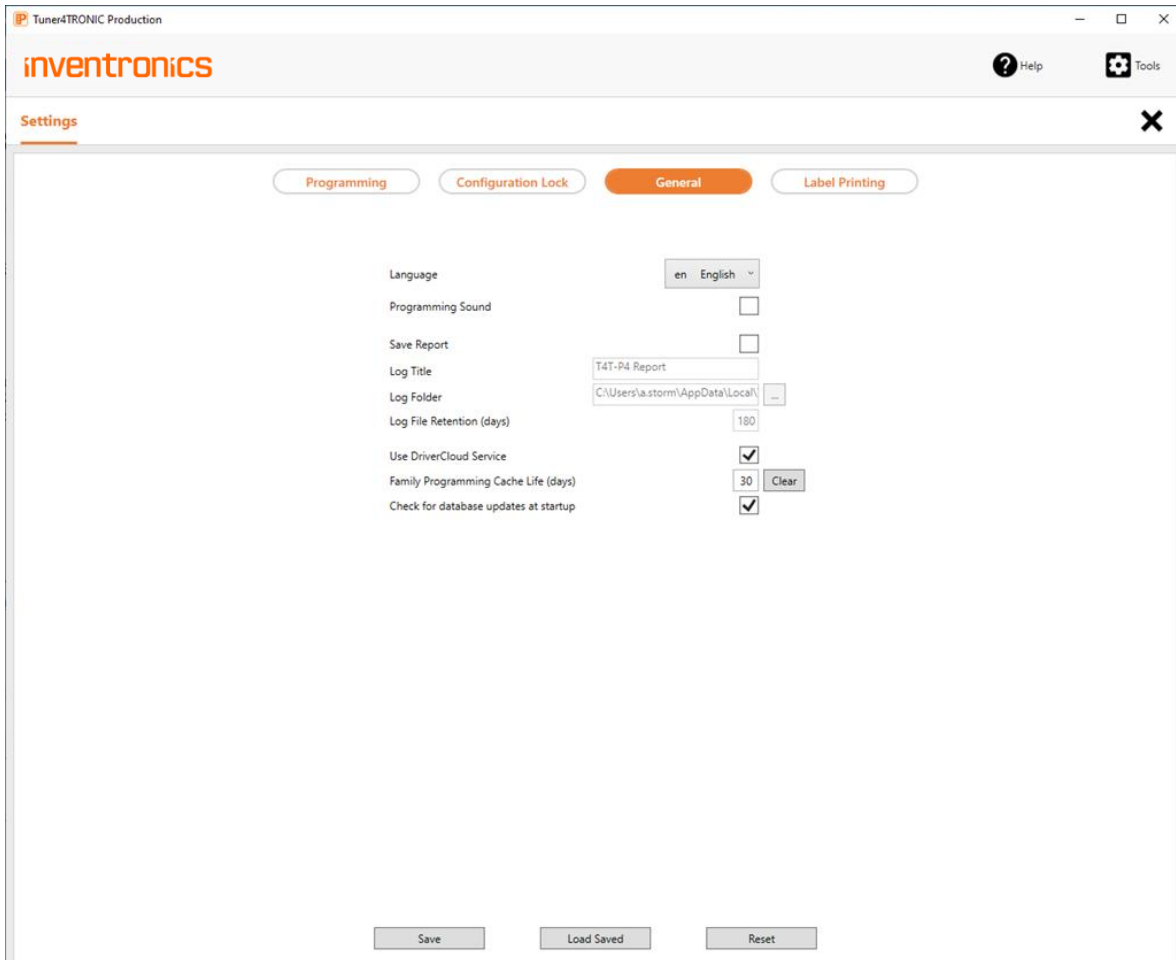 Tuner4TRONIC Production
inventronics
Help
Tools
Settings
Programming
Configuration Lock
General
Label Printing
Language
en English
Programming Sound
Save Report
Log Title
T4T-P4 Report
Log Folder
C:\Users\a.storm\AppData\Local\
...
Log File Retention (days)
180
Use DriverCloud Service
Family Programming Cache Life (days)
30
Clear
Check for database updates at startup
Save
Load Saved
Reset